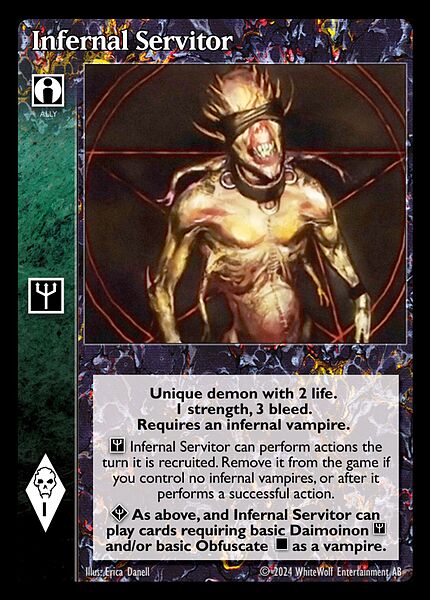 Infernal Servitor
ALLY
Unique demon with 2 life.
1 strength, 3 bleed.
Requires an infernal vampire.
Infernal Servitor can perform actions the
turn it is recruited. Remove it from the game if
you control no infernal vampires, or after it
performs a successful action.
As above, and Infernal Servitor can
play cards requiring basic Daimoinon
and/or basic Obfuscate as a vampire.
1
Illus: Erica Danell
© 2024 WhiteWolf Entertainment AB